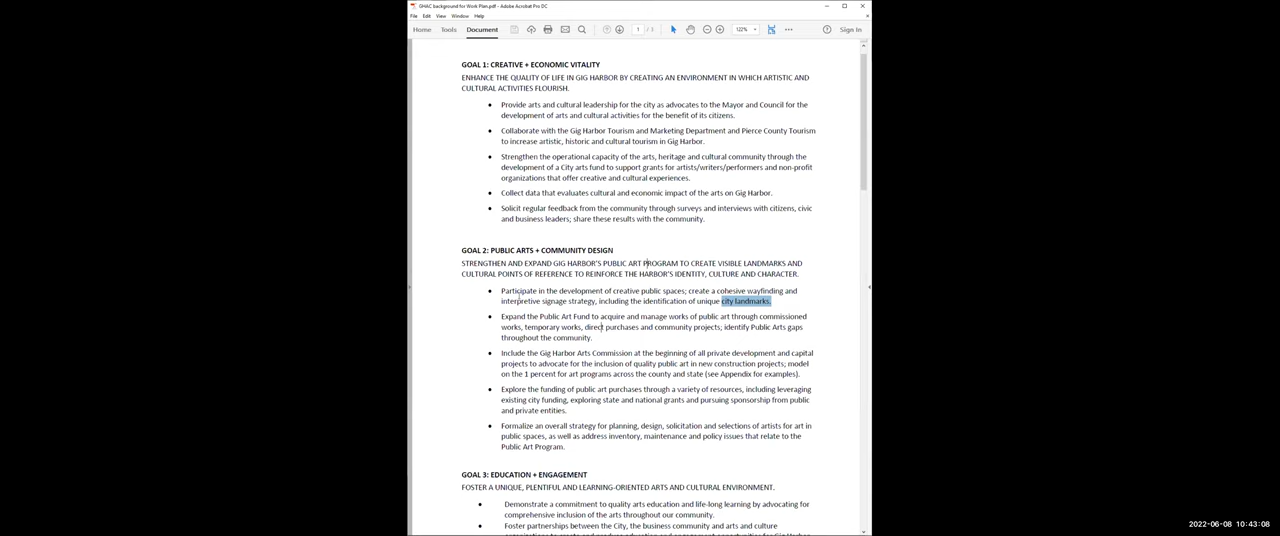 GHAC background for Work Plan.pdf - Adobe Acrobat Pro DC
File Edit View Window Help
Home Tools Document 1 / 3 122% Sign In
GOAL 1: CREATIVE + ECONOMIC VITALITY
ENHANCE THE QUALITY OF LIFE IN GIG HARBOR BY CREATING AN ENVIRONMENT IN WHICH ARTISTIC AND
CULTURAL ACTIVITIES FLOURISH.
• Provide arts and cultural leadership for the city as advocates to the Mayor and Council for the
development of arts and cultural activities for the benefit of its citizens.
• Collaborate with the Gig Harbor Tourism and Marketing Department and Pierce County Tourism
to increase artistic, historic and cultural tourism in Gig Harbor.
• Strengthen the operational capacity of the arts, heritage and cultural community through the
development of a City arts fund to support grants for artists/writers/performers and non-profit
organizations that offer creative and cultural experiences.
• Collect data that evaluates cultural and economic impact of the arts on Gig Harbor.
• Solicit regular feedback from the community through surveys and interviews with citizens, civic
and business leaders; share these results with the community.
GOAL 2: PUBLIC ARTS + COMMUNITY DESIGN
STRENGTHEN AND EXPAND GIG HARBOR'S PUBLIC ART PROGRAM TO CREATE VISIBLE LANDMARKS AND
CULTURAL POINTS OF REFERENCE TO REINFORCE THE HARBOR'S IDENTITY, CULTURE AND CHARACTER.
• Participate in the development of creative public spaces; create a cohesive wayfinding and
interpretive signage strategy, including the identification of unique city landmarks.
• Expand the Public Art Fund to acquire and manage works of public art through commissioned
works, temporary works, direct purchases and community projects; identify Public Arts gaps
throughout the community.
• Include the Gig Harbor Arts Commission at the beginning of all private development and capital
projects to advocate for the inclusion of quality public art in new construction projects; model
on the 1 percent for art programs across the county and state (see Appendix for examples).
• Explore the funding of public art purchases through a variety of resources, including leveraging
existing city funding, exploring state and national grants and pursuing sponsorship from public
and private entities.
• Formalize an overall strategy for planning, design, solicitation and selections of artists for art in
public spaces, as well as address inventory, maintenance and policy issues that relate to the
Public Art Program.
GOAL 3: EDUCATION + ENGAGEMENT
FOSTER A UNIQUE, PLENTIFUL AND LEARNING-ORIENTED ARTS AND CULTURAL ENVIRONMENT.
• Demonstrate a commitment to quality arts education and life-long learning by advocating for
comprehensive inclusion of the arts throughout our community.
• Foster partnerships between the City, the business community and arts and culture
2022-06-08 10:43:08